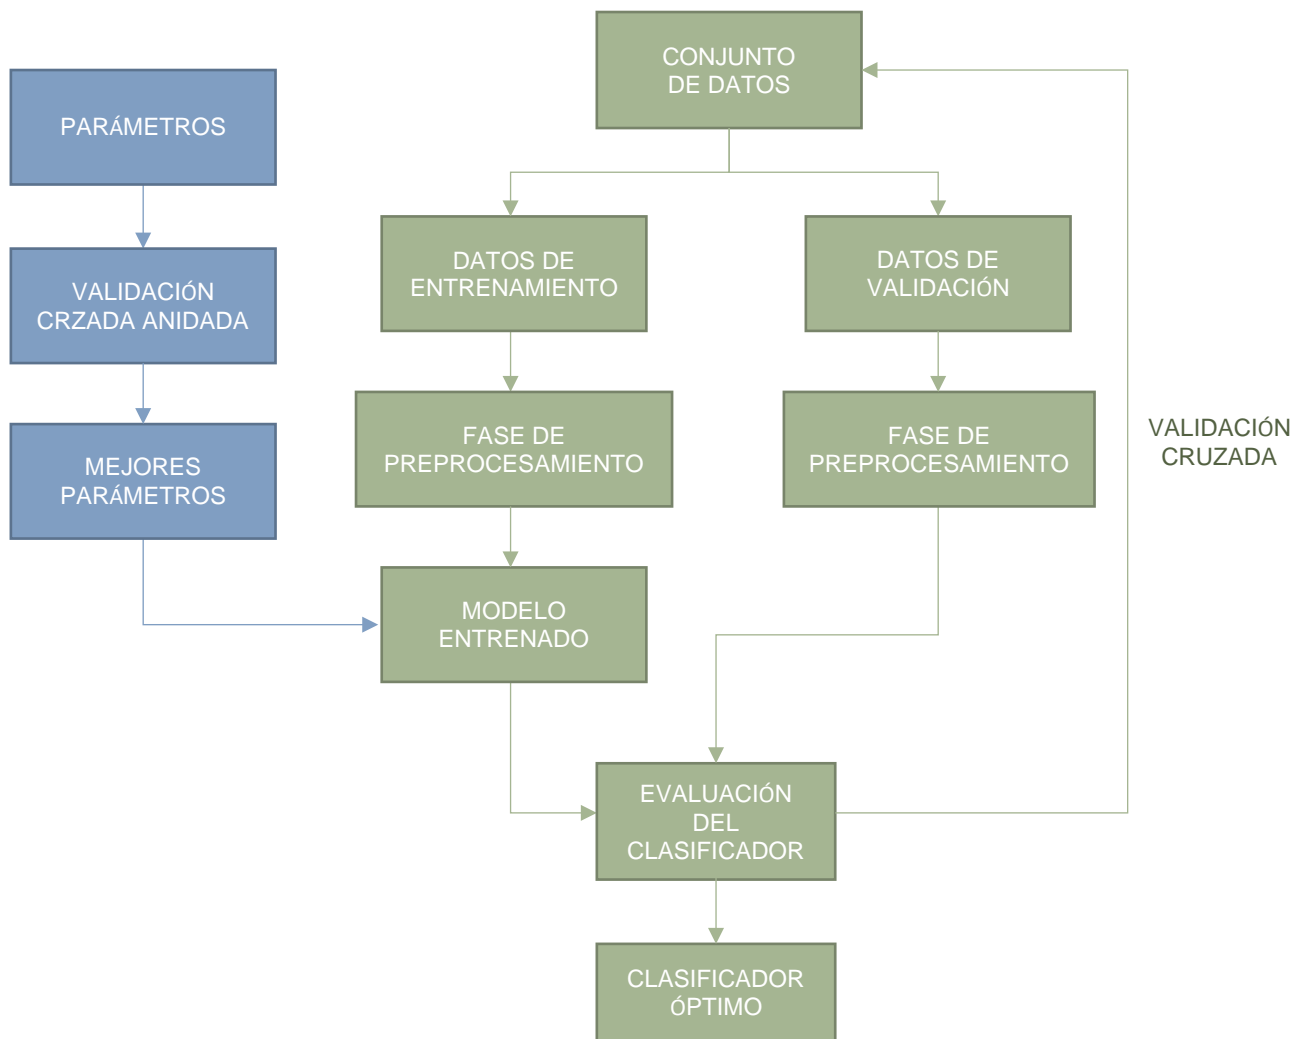 CONJUNTO
DE DATOS
PARÁMETROS
DATOS DE
ENTRENAMIENTO
DATOS DE
VALIDACIÓN
VALIDACIÓN
CRZADA ANIDADA
FASE DE
PREPROCESAMIENTO
FASE DE
PREPROCESAMIENTO
VALIDACIÓN
CRUZADA
MEJORES
PARÁMETROS
MODELO
ENTRENADO
EVALUACIÓN
DEL
CLASIFICADOR
CLASIFICADOR
ÓPTIMO